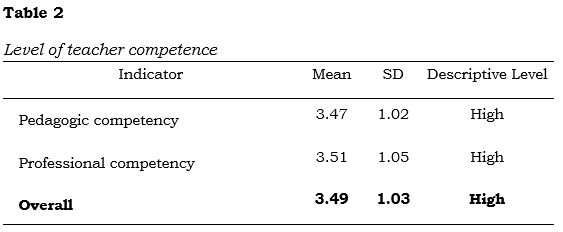 Table 2
Level of teacher competence
Indicator Mean SD Descriptive Level
Pedagogic competency 3.47 1.02 High
Professional competency 3.51 1.05 High
Overall 3.49 1.03 High